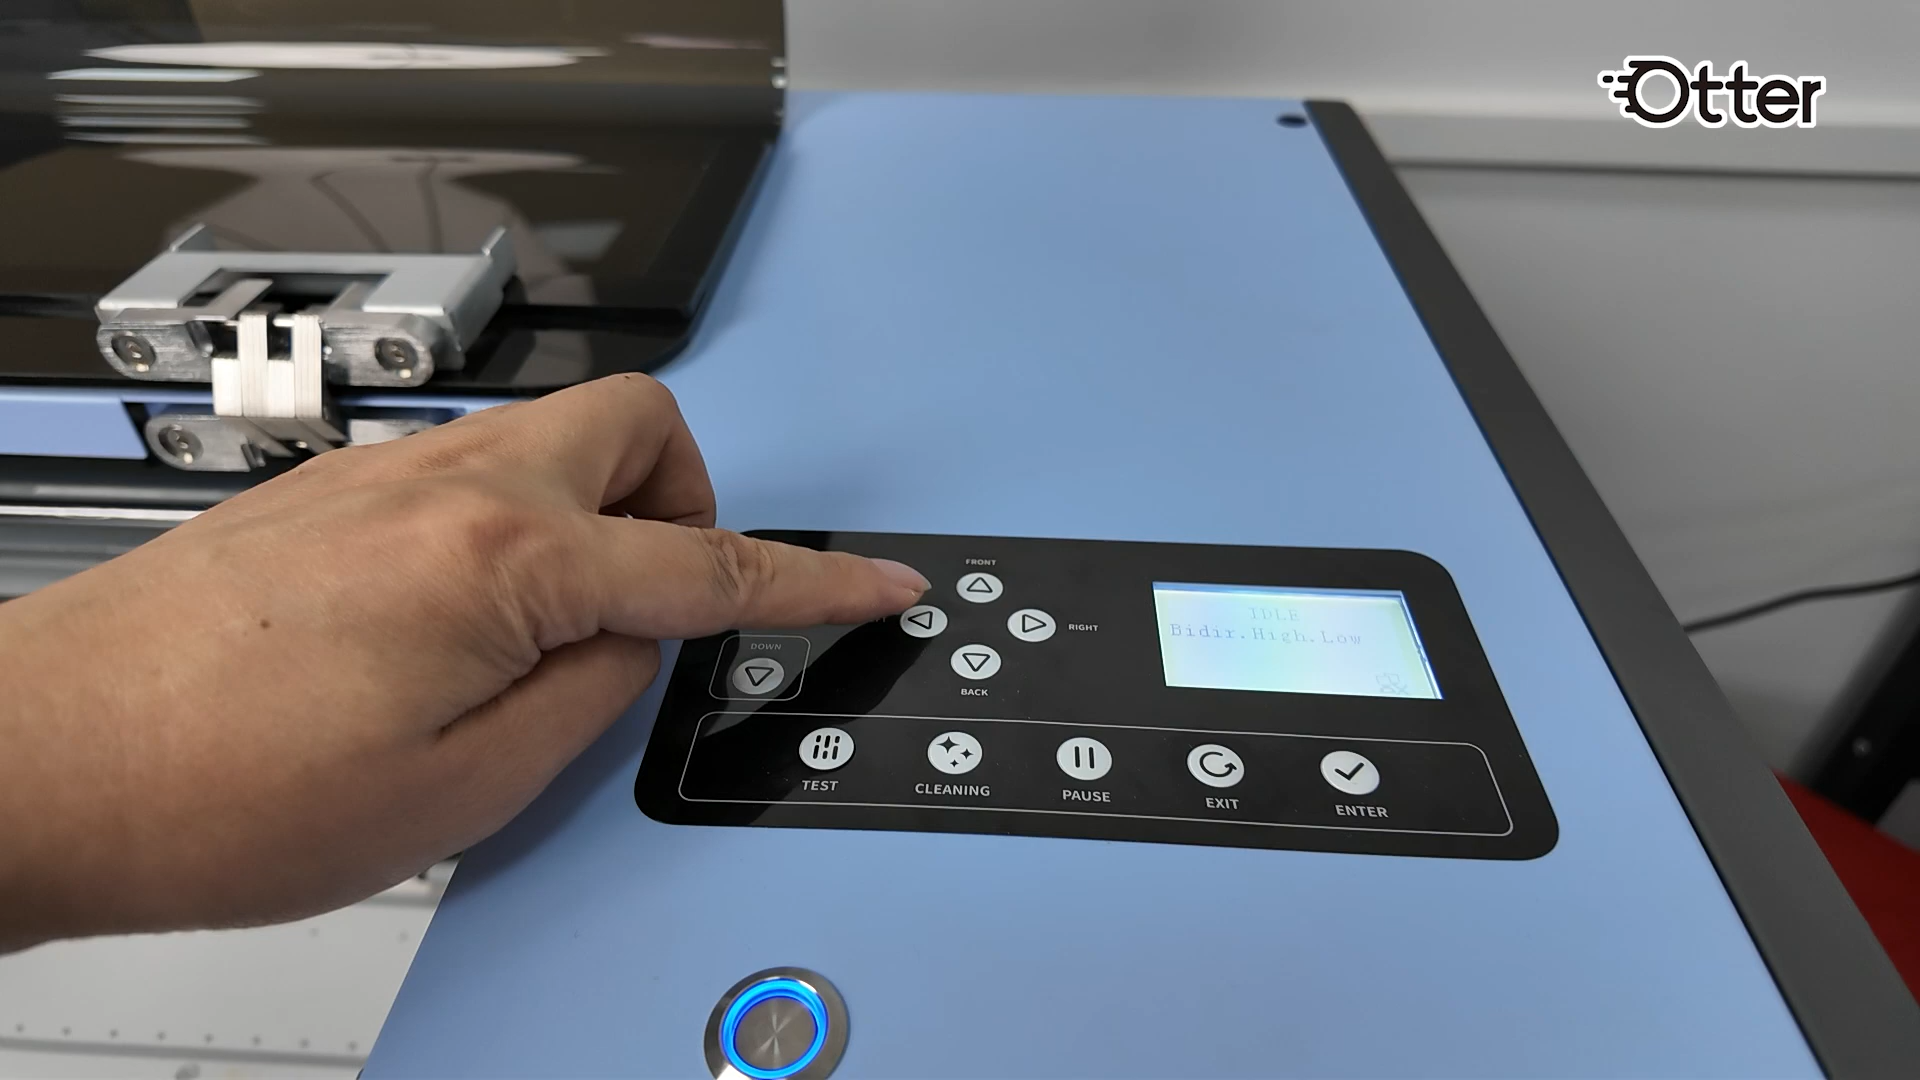 Otter
FRONT
RIGHT
DOWN
BACK
IDLE
Bidir.High.Low
TEST
CLEANING
PAUSE
EXIT
ENTER